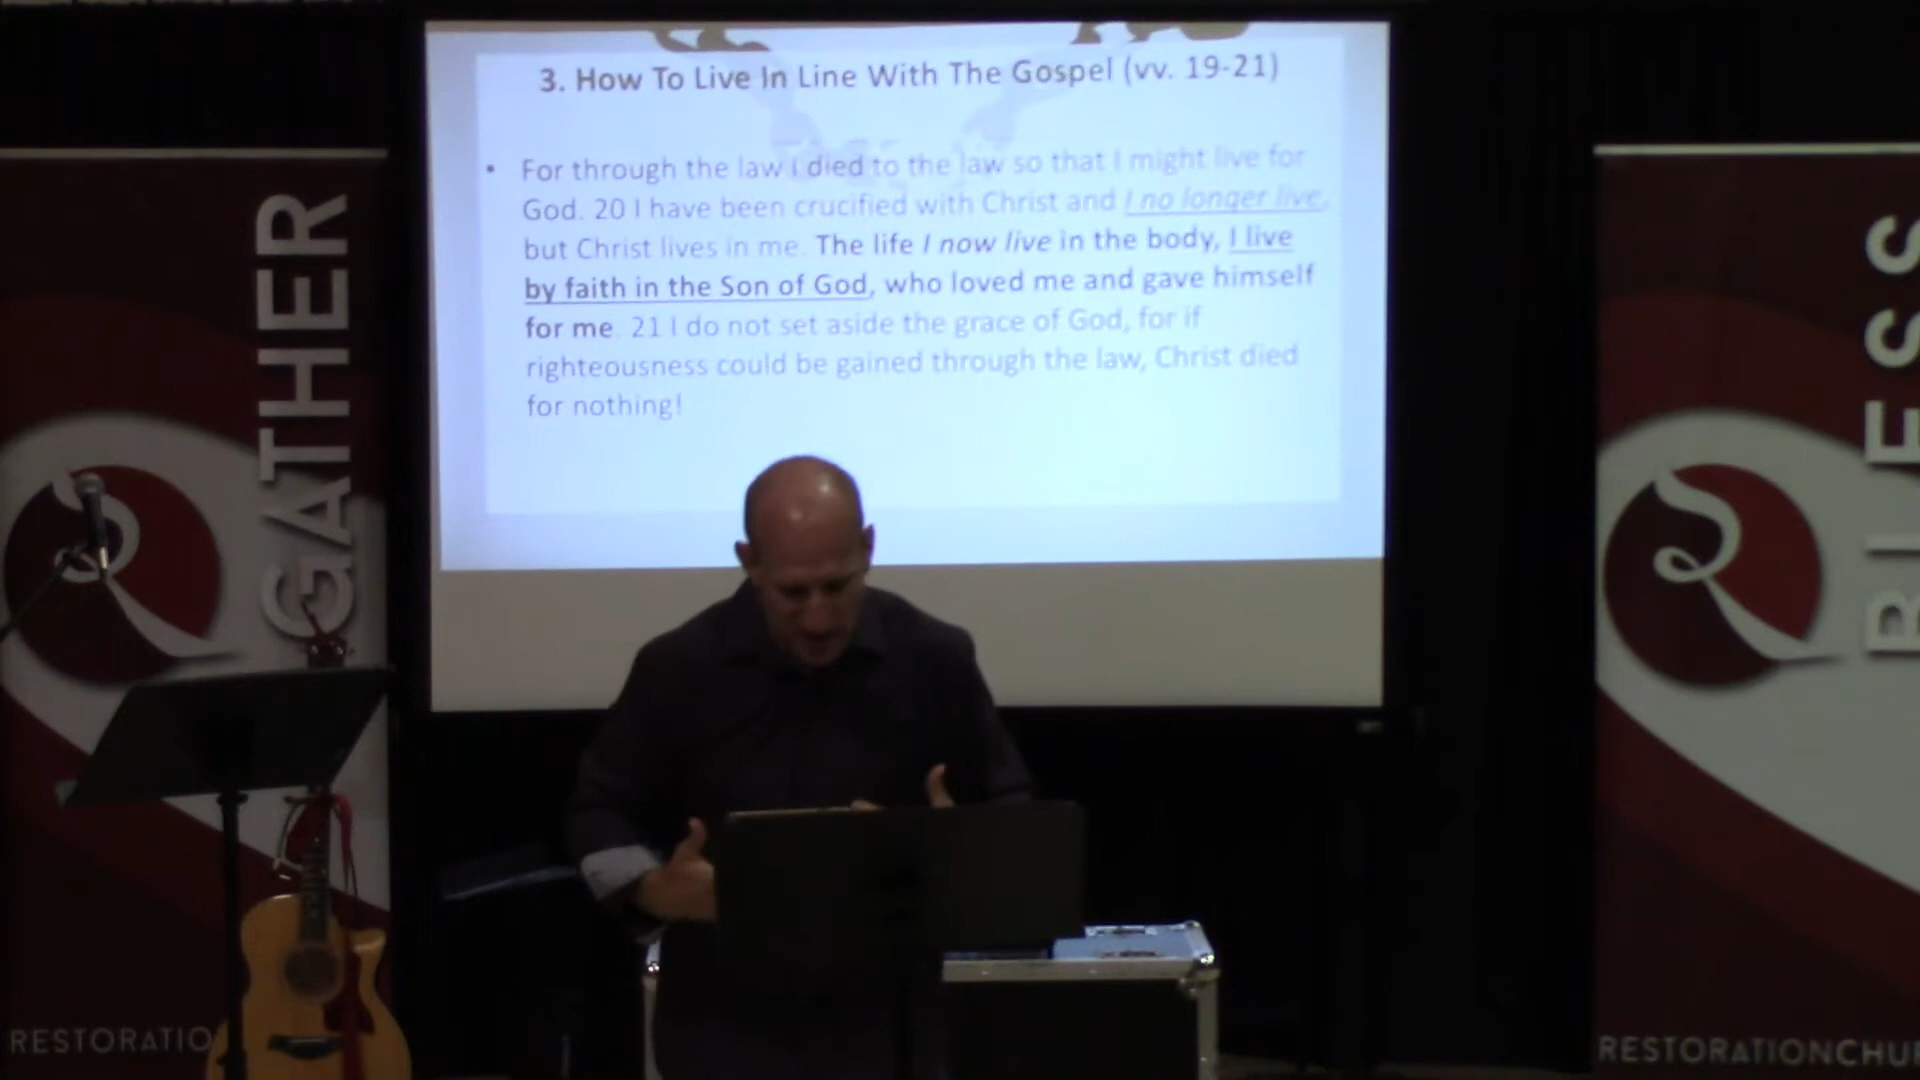 3. How To Live In Line With The Gospel (vv. 19-21)
• For through the law I died to the law so that I might live for
God. 20 I have been crucified with Christ and I no longer live,
but Christ lives in me. The life I now live in the body, I live
by faith in the Son of God, who loved me and gave himself
for me. 21 I do not set aside the grace of God, for if
righteousness could be gained through the law, Christ died
for nothing!
GATHER
RESTORATIO
BLESS
RESTORATIONCHU